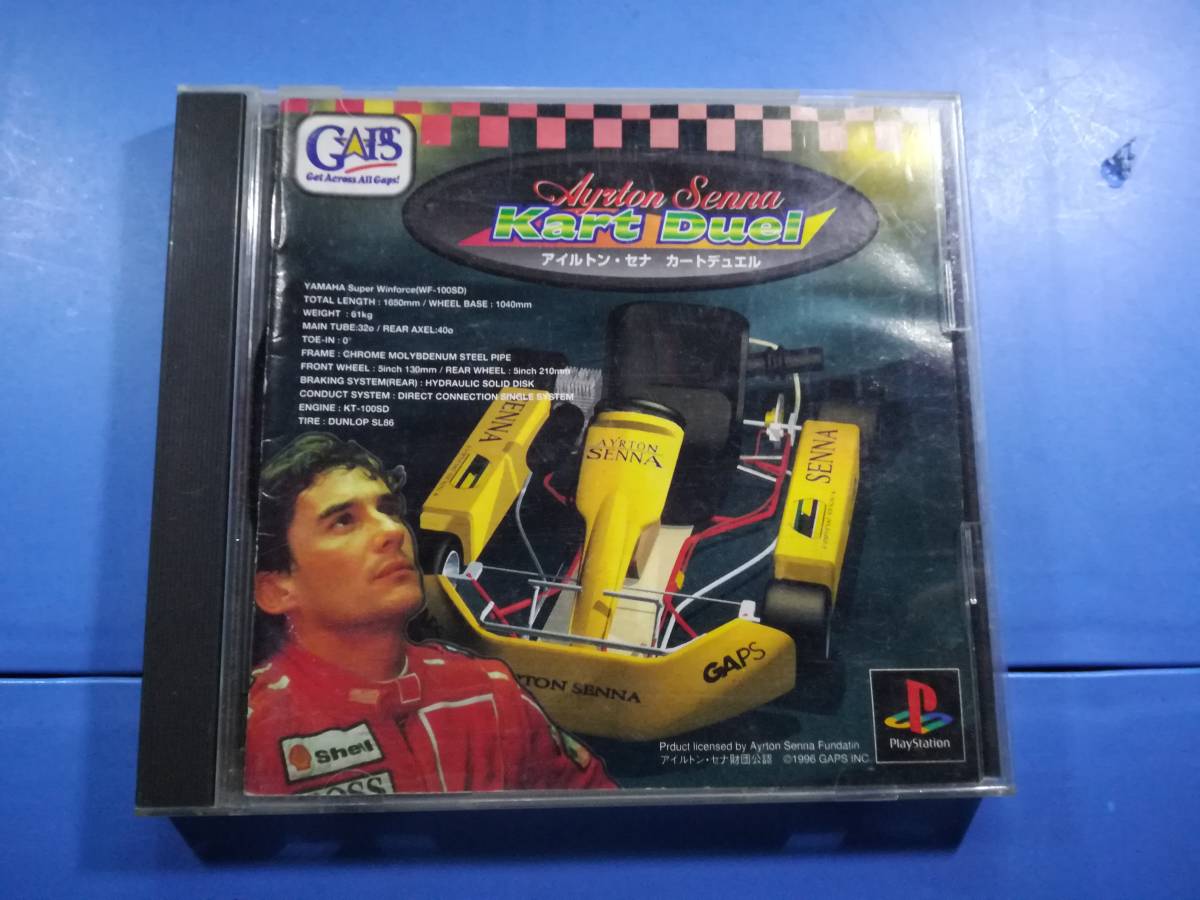 GAPS
Get Across All Gaps!
Ayrton Senna
Kart Duel
アイルトン・セナ カートデュエル
YAMAHA Super Winforce(WF-100SD)
TOTAL LENGTH : 1650mm / WHEEL BASE : 1040mm
WEIGHT : 61kg
MAIN TUBE:32o / REAR AXEL:40o
TOE-IN : 0°
FRAME : CHROME MOLYBDENUM STEEL PIPE
FRONT WHEEL : 5inch 130mm / REAR WHEEL : 5inch 210mm
BRAKING SYSTEM(REAR) : HYDRAULIC SOLID DISK
CONDUCT SYSTEM : DIRECT CONNECTION SINGLE SYSTEM
ENGINE : KT-100SD
TIRE : DUNLOP SL86
SENNA
AYRTON
SENNA
SENNA
GAPS
RTON SENNA
Shell
OSS
PlayStation
Prduct licensed by Ayrton Senna Fundatin
アイルトン・セナ財団公認 ©1996 GAPS INC.